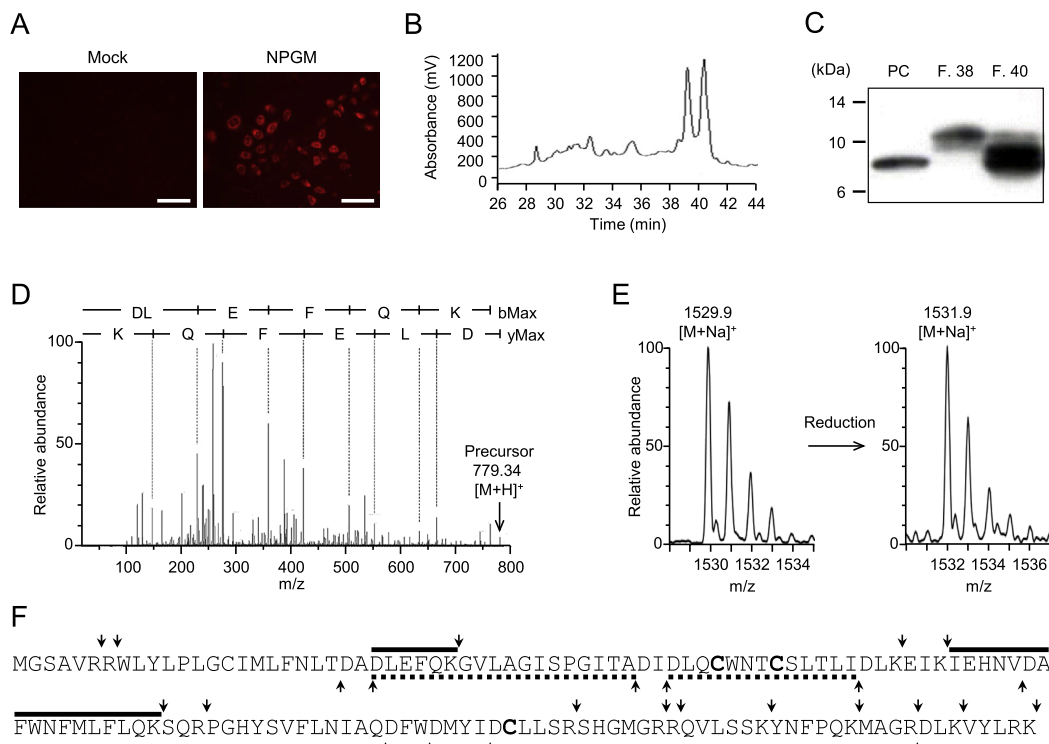 A
Mock
NPGM
B
Absorbance (mV)
1200
1000
800
600
400
200
0
26 28 30 32 34 36 38 40 42 44
Time (min)
C
(kDa)
PC F. 38 F. 40
14
10
6
D
DL E F Q K bMax
K Q F E L D yMax
Relative abundance
100
50
0
100 200 300 400 500 600 700 800
m/z
Precursor
779.34
[M+H]+
E
1529.9
[M+Na]+
Relative abundance
100
50
0
1530 1532 1534
m/z
Reduction
1531.9
[M+Na]+
100
50
0
1532 1534 1536
m/z
F
MGSAVRRWLYLPLGCIMLFNLTDADLEFQKGVLAGISPGITADIDLQCWNTCSLTLIDLKEIKIEHNVDA
FWNFMLFLQKSQRPGHYSVFLNIAQDFWDMYIDCLLSRSHGMGRRQVLSSKYNFPQKMAGRDLKVYLRK